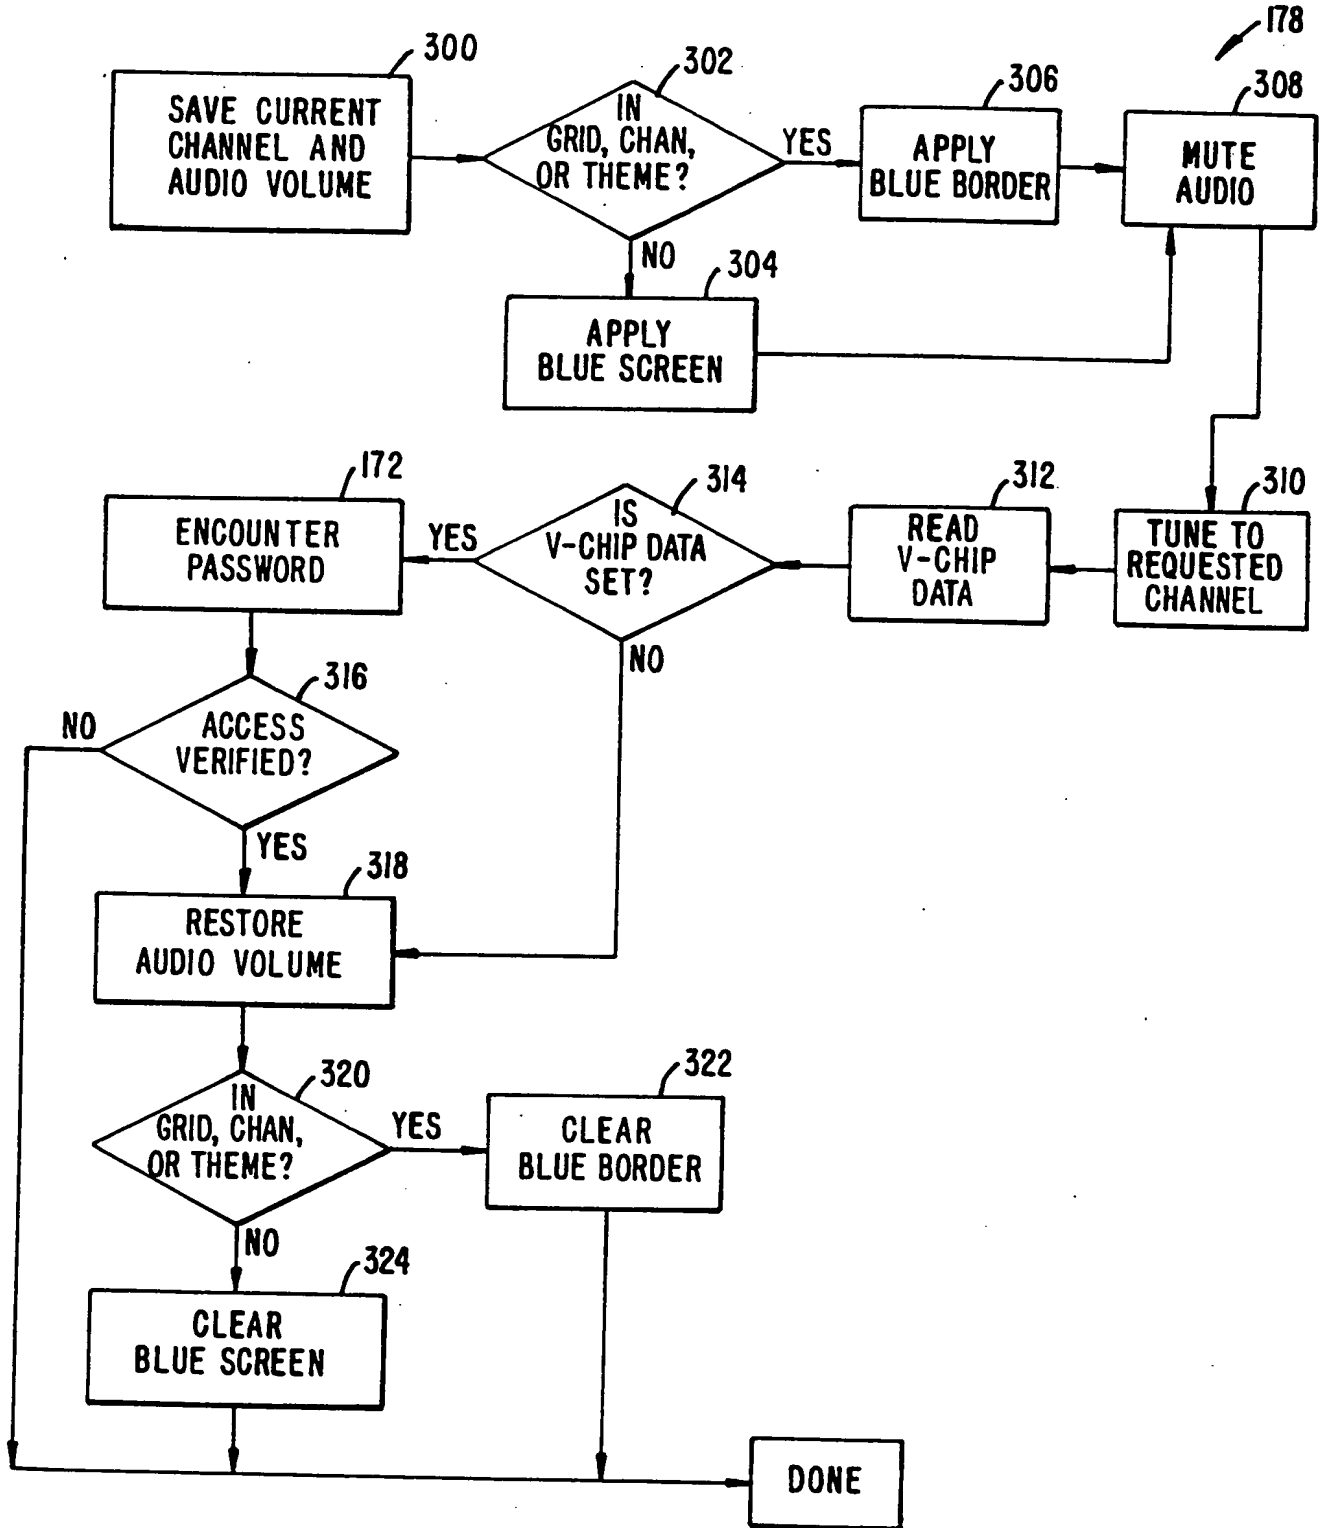 178
300
SAVE CURRENT
CHANNEL AND
AUDIO VOLUME
302
IN
GRID, CHAN,
OR THEME?
YES
NO
306
APPLY
BLUE BORDER
308
MUTE
AUDIO
304
APPLY
BLUE SCREEN
172
ENCOUNTER
PASSWORD
YES
314
IS
V-CHIP DATA
SET?
NO
312
READ
V-CHIP
DATA
310
TUNE TO
REQUESTED
CHANNEL
316
NO
ACCESS
VERIFIED?
YES
318
RESTORE
AUDIO VOLUME
320
IN
GRID, CHAN,
OR THEME?
YES
NO
322
CLEAR
BLUE BORDER
324
CLEAR
BLUE SCREEN
DONE